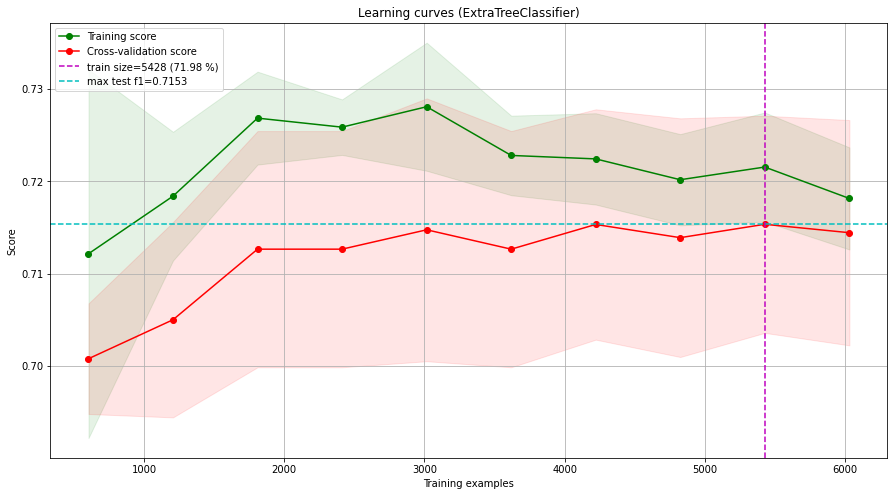 Learning curves (ExtraTreeClassifier)
Training score
Cross-validation score
train size=5428 (71.98 %)
max test f1=0.7153
0.73
0.72
0.71
0.70
Score
1000 2000 3000 4000 5000 6000
Training examples